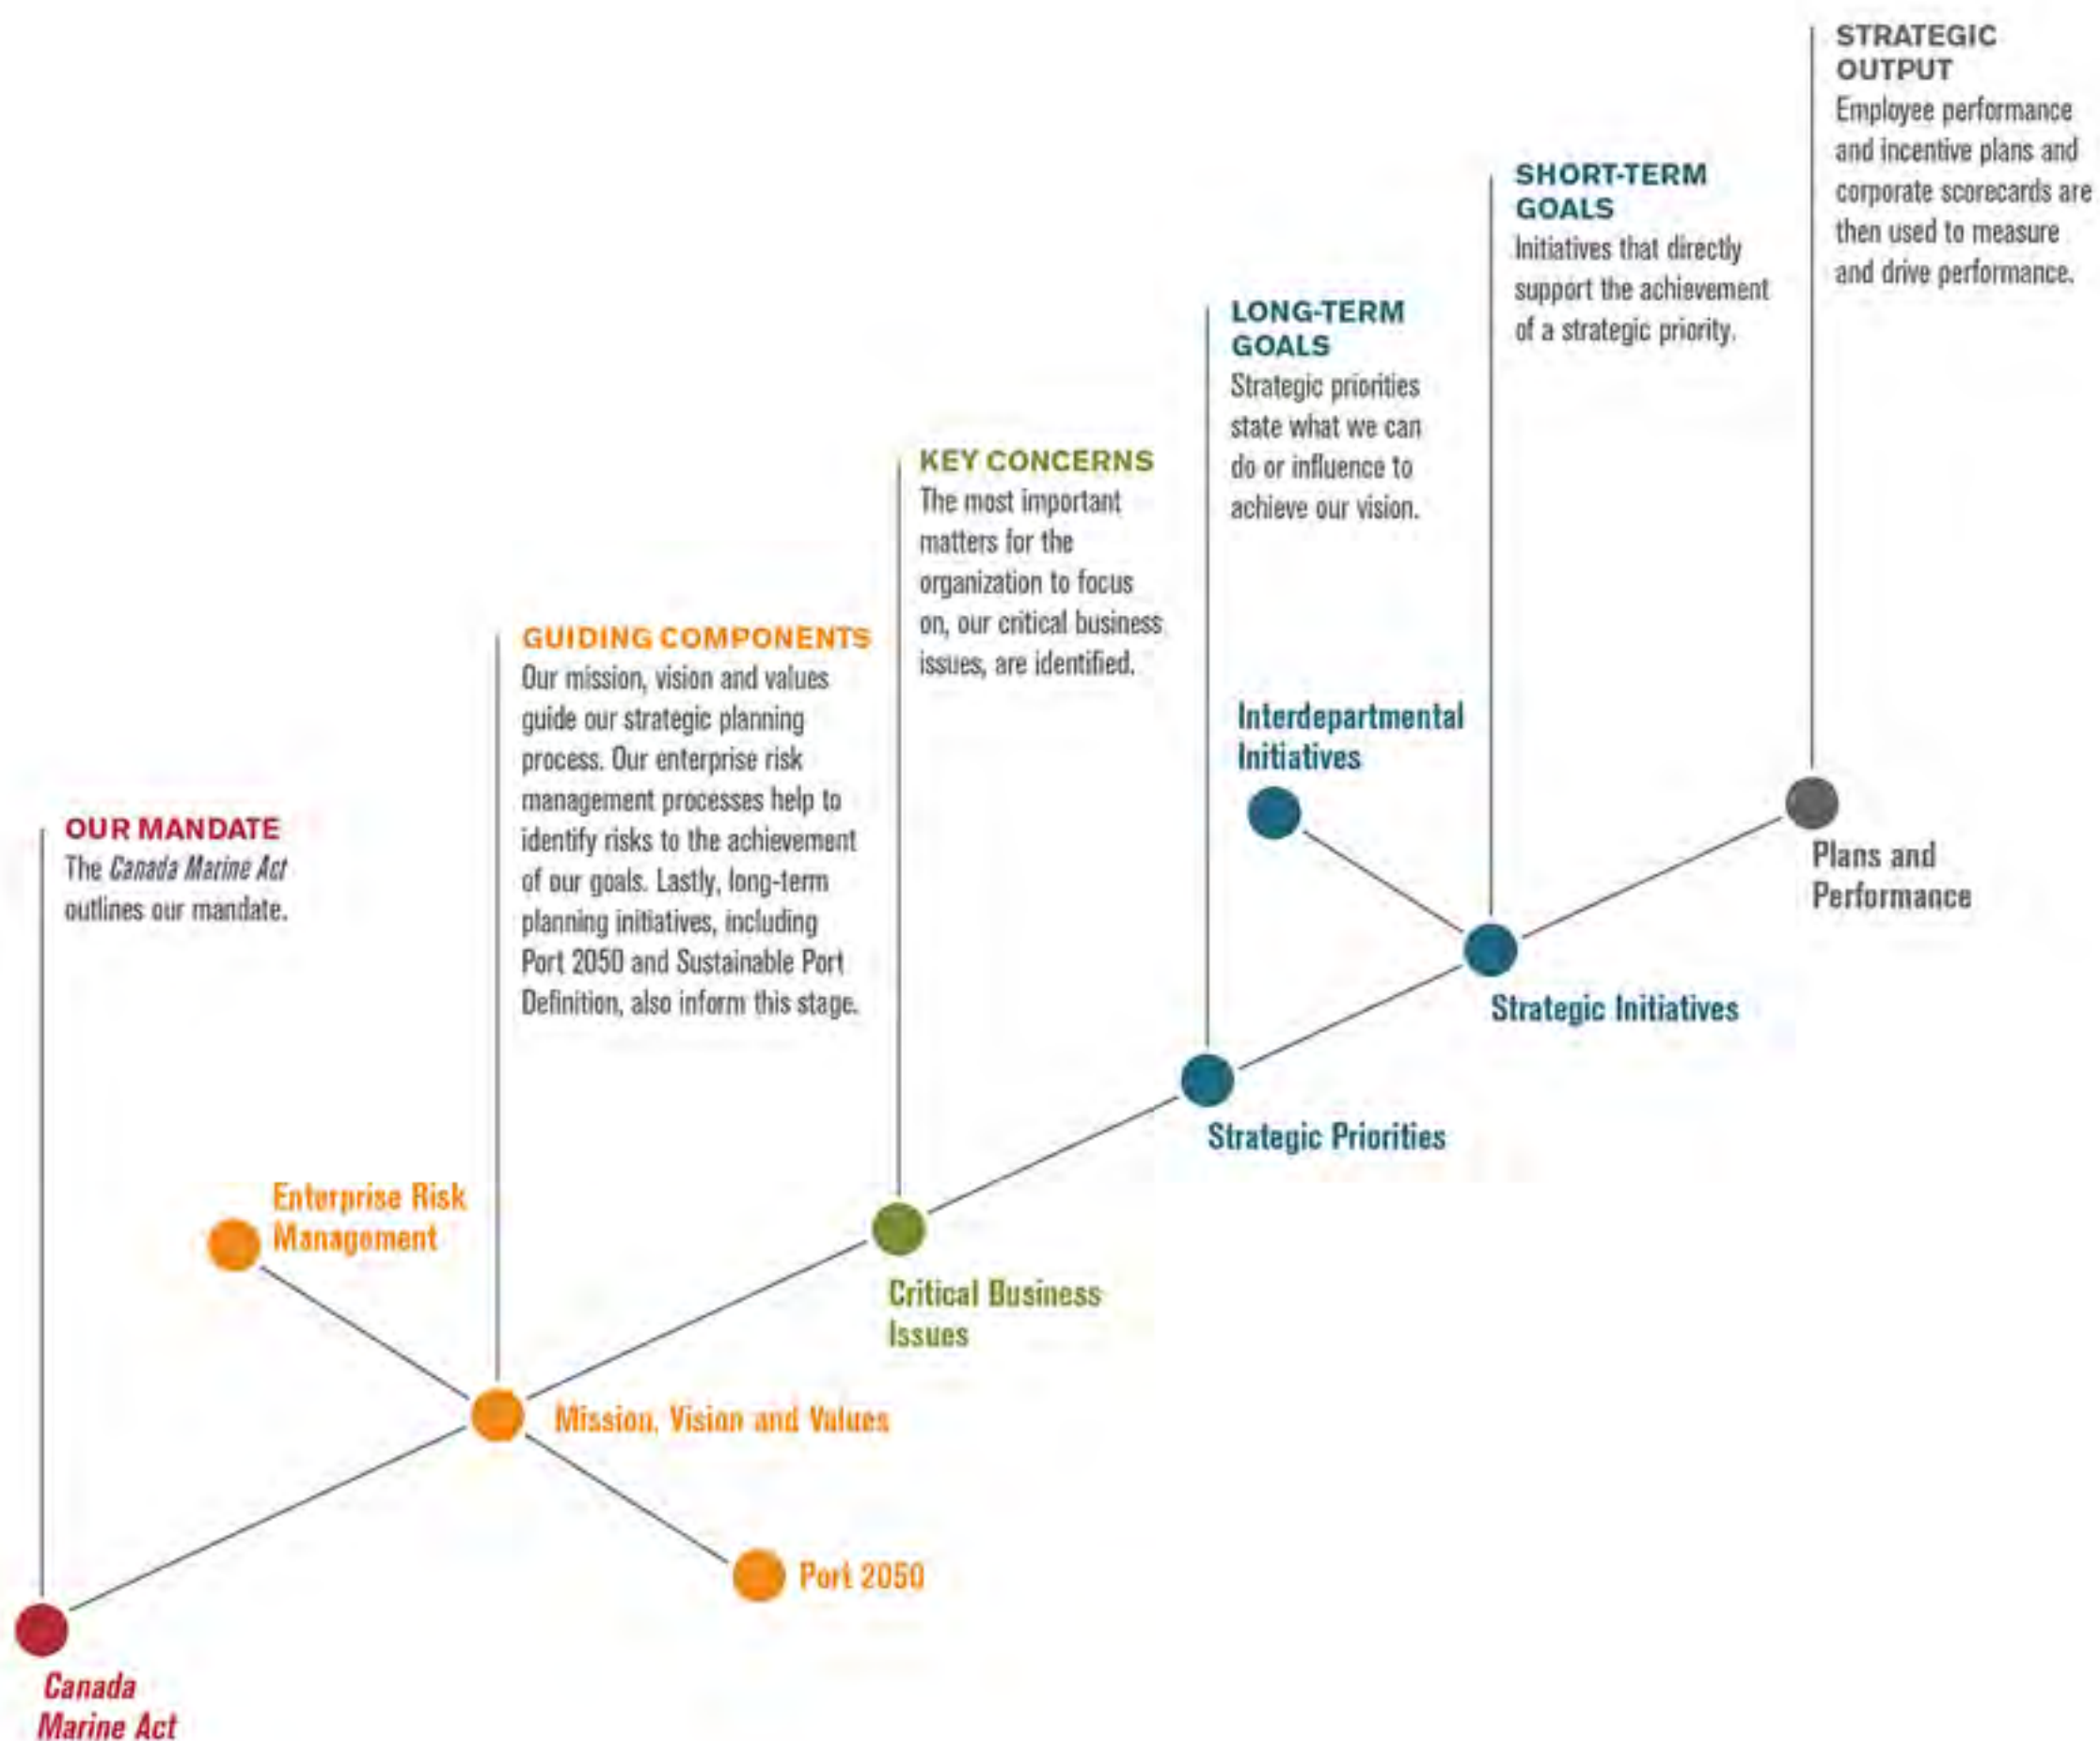 STRATEGIC
OUTPUT
Employee performance
and incentive plans and
corporate scorecards are
then used to measure
and drive performance.
SHORT-TERM
GOALS
Initiatives that directly
support the achievement
of a strategic priority.
LONG-TERM
GOALS
Strategic priorities
state what we can
do or influence to
achieve our vision.
KEY CONCERNS
The most important
matters for the
organization to focus
on, our critical business
issues, are identified.
GUIDING COMPONENTS
Our mission, vision and values
guide our strategic planning
process. Our enterprise risk
management processes help to
identify risks to the achievement
of our goals. Lastly, long-term
planning initiatives, including
Port 2050 and Sustainable Port
Definition, also inform this stage.
OUR MANDATE
The Canada Marine Act
outlines our mandate.
Interdepartmental
Initiatives
Plans and
Performance
Strategic Initiatives
Strategic Priorities
Enterprise Risk
Management
Critical Business
Issues
Mission, Vision and Values
Port 2050
Canada
Marine Act